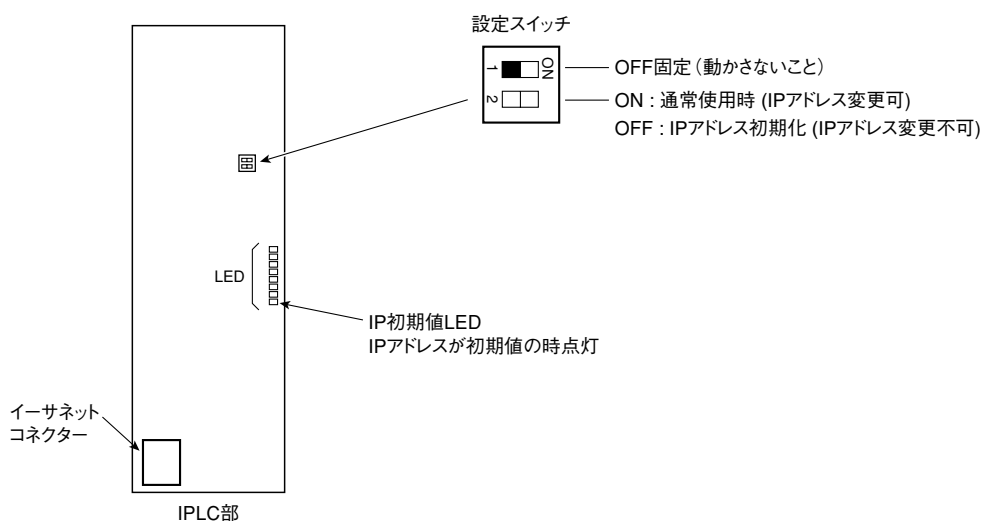 設定スイッチ
ON
1
2
OFF固定（動かさないこと）
ON : 通常使用時 (IPアドレス変更可)
OFF : IPアドレス初期化 (IPアドレス変更不可)
LED
IP初期値LED
IPアドレスが初期値の時点灯
イーサネット
コネクター
IPLC部